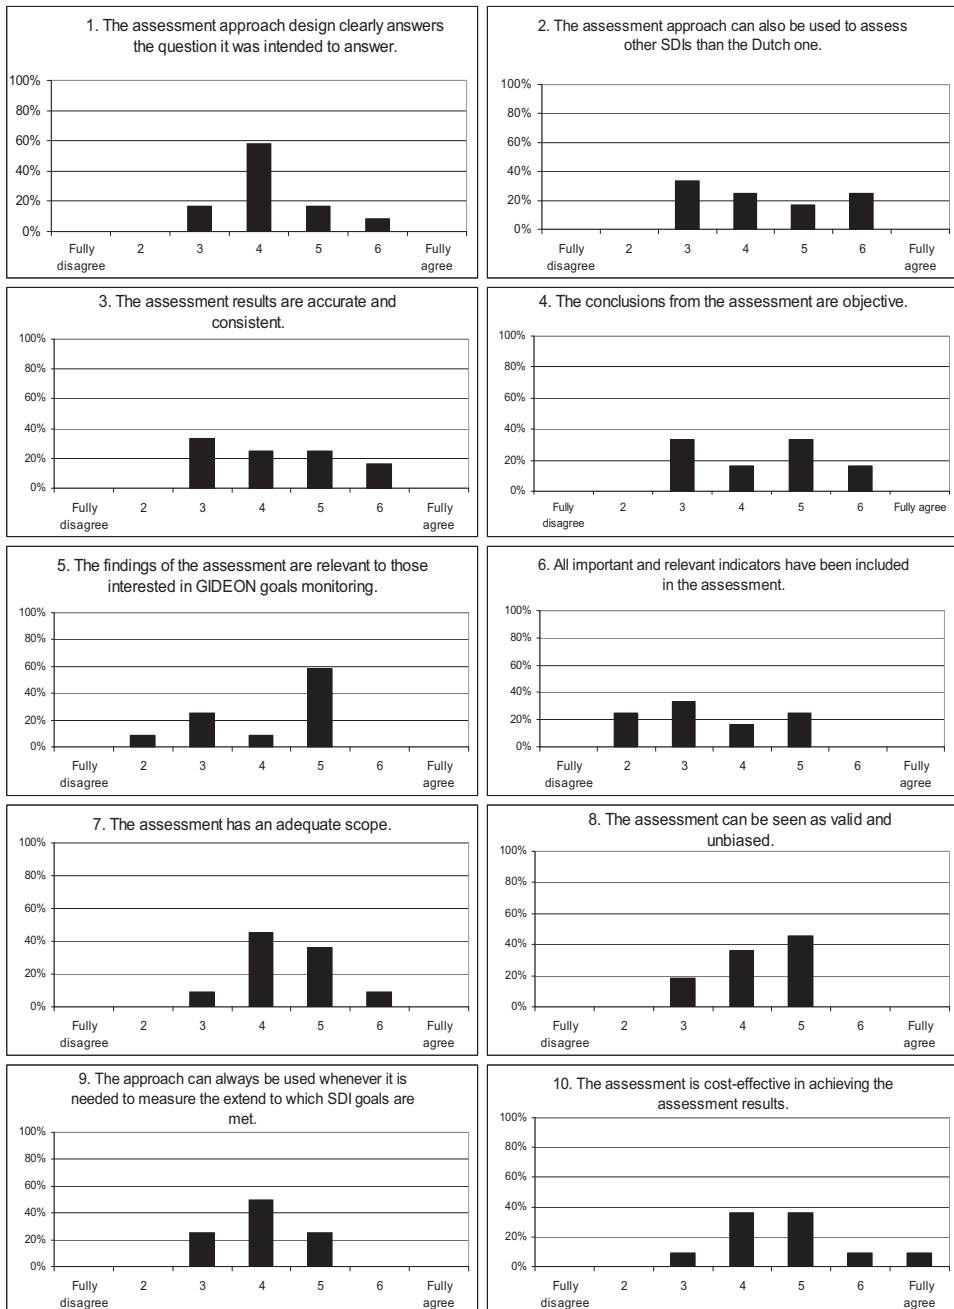 1. The assessment approach design clearly answers
the question it was intended to answer.
100%
80%
60%
40%
20%
0%
Fully 2 3 4 5 6 Fully
disagree agree
2. The assessment approach can also be used to assess
other SDIs than the Dutch one.
100%
80%
60%
40%
20%
0%
Fully 2 3 4 5 6 Fully
disagree agree
3. The assessment results are accurate and
consistent.
100%
80%
60%
40%
20%
0%
Fully 2 3 4 5 6 Fully
disagree agree
4. The conclusions from the assessment are objective.
100%
80%
60%
40%
20%
0%
Fully 2 3 4 5 6 Fully agree
disagree
5. The findings of the assessment are relevant to those
interested in GIDEON goals monitoring.
100%
80%
60%
40%
20%
0%
Fully 2 3 4 5 6 Fully
disagree agree
6. All important and relevant indicators have been included
in the assessment.
100%
80%
60%
40%
20%
0%
Fully 2 3 4 5 6 Fully
disagree agree
7. The assessment has an adequate scope.
100%
80%
60%
40%
20%
0%
Fully 2 3 4 5 6 Fully
disagree agree
8. The assessment can be seen as valid and
unbiased.
100%
80%
60%
40%
20%
0%
Fully 2 3 4 5 6 Fully
disagree agree
9. The approach can always be used whenever it is
needed to measure the extend to which SDI goals are
met.
100%
80%
60%
40%
20%
0%
Fully 2 3 4 5 6 Fully
disagree agree
10. The assessment is cost-effective in achieving the
assessment results.
100%
80%
60%
40%
20%
0%
Fully 2 3 4 5 6 Fully
disagree agree